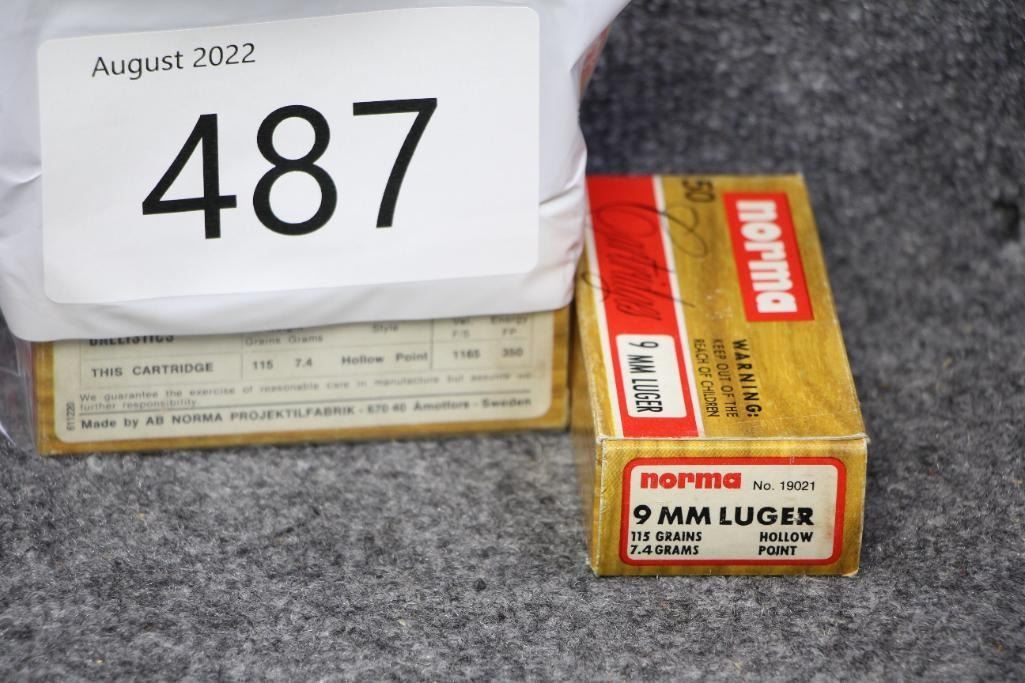 August 2022
487
Grains Grams
Style
F/S
FP
THIS CARTRIDGE
115 7.4
Hollow Point
1165
350
We guarantee the exercise of reasonable care in manufacture but assume no
further responsibility.
Made by AB NORMA PROJEKTILFABRIK - 670 40 Åmotfors - Sweden
611220
50
Cartridges
norma
9 MM LUGER
WARNING:
KEEP OUT OF THE
REACH OF CHILDREN
norma No. 19021
9 MM LUGER
115 GRAINS HOLLOW
7.4 GRAMS POINT